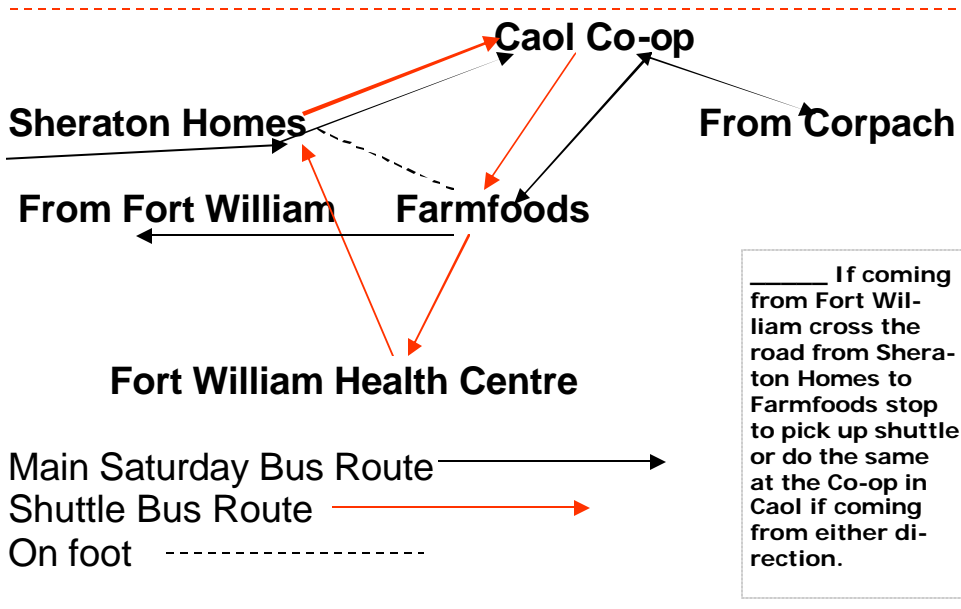 Caol Co-op
Sheraton Homes
From Corpach
From Fort William
Farmfoods
Fort William Health Centre
Main Saturday Bus Route
Shuttle Bus Route
On foot
______ If coming
from Fort Wil-
liam cross the
road from Shera-
ton Homes to
Farmfoods stop
to pick up shuttle
or do the same
at the Co-op in
Caol if coming
from either di-
rection.